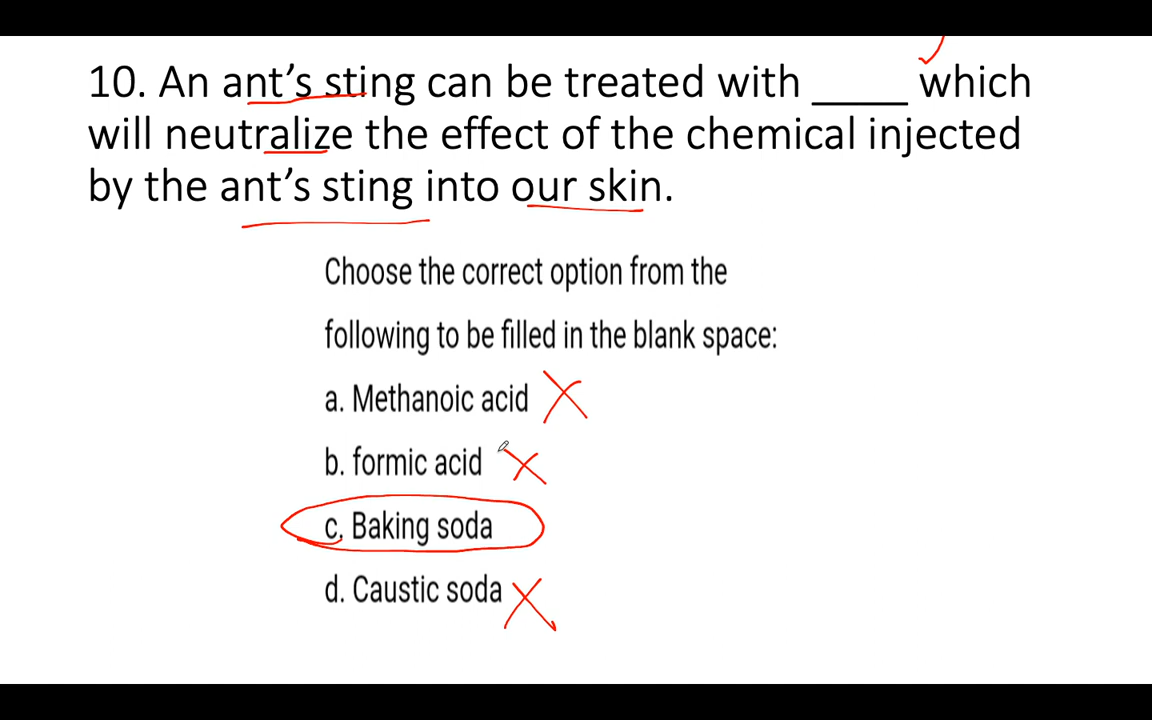 10. An ant’s sting can be treated with ____ which
will neutralize the effect of the chemical injected
by the ant’s sting into our skin.
Choose the correct option from the
following to be filled in the blank space:
a. Methanoic acid
b. formic acid
c. Baking soda
d. Caustic soda